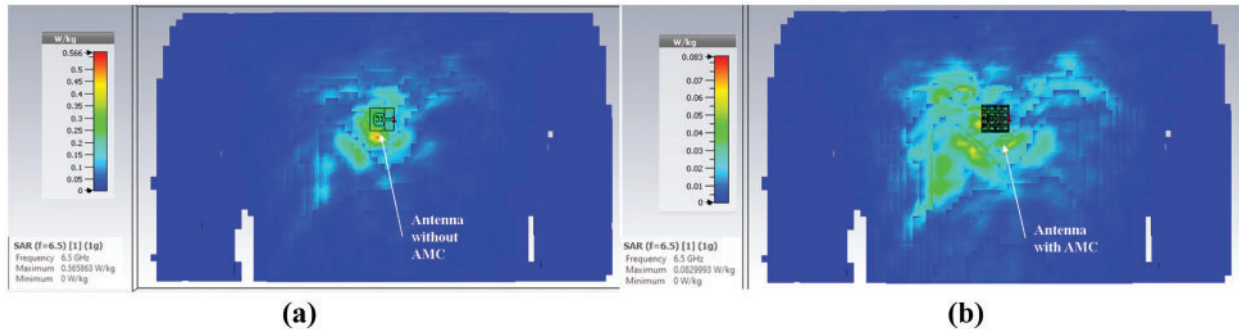 W/kg
0.566
0.5
0.45
0.4
0.35
0.3
0.25
0.2
0.15
0.1
0.05
0
Antenna
without
AMC
SAR (f=6.5) [1] (1g)
Frequency 6.5 GHz
Maximum 0.565863 W/kg
Minimum 0 W/kg
(a)
W/kg
0.083
0.07
0.06
0.05
0.04
0.03
0.02
0.01
0
Antenna
with AMC
SAR (f=6.5) [1] (1g)
Frequency 6.5 GHz
Maximum 0.0829993 W/kg
Minimum 0 W/kg
(b)